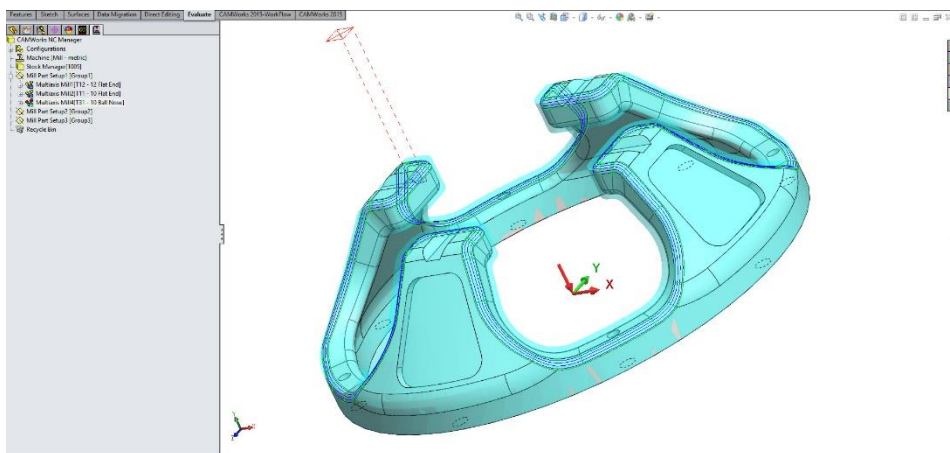 Features Sketch Surfaces Data Migration Direct Editing Evaluate CAMWorks 2015-WorkFlow CAMWorks 2015
CAMWorks NC Manager
Configurations
Machine [Mill - metric]
Stock Manager[1005]
Mill Part Setup1 [Group1]
Multiaxis Mill1[T12 - 12 Flat End]
Multiaxis Mill2[T11 - 10 Flat End]
Multiaxis Mill4[T31 - 10 Ball Nose]
Mill Part Setup2 [Group2]
Mill Part Setup3 [Group3]
Recycle Bin
Y
X
Y
X
Z